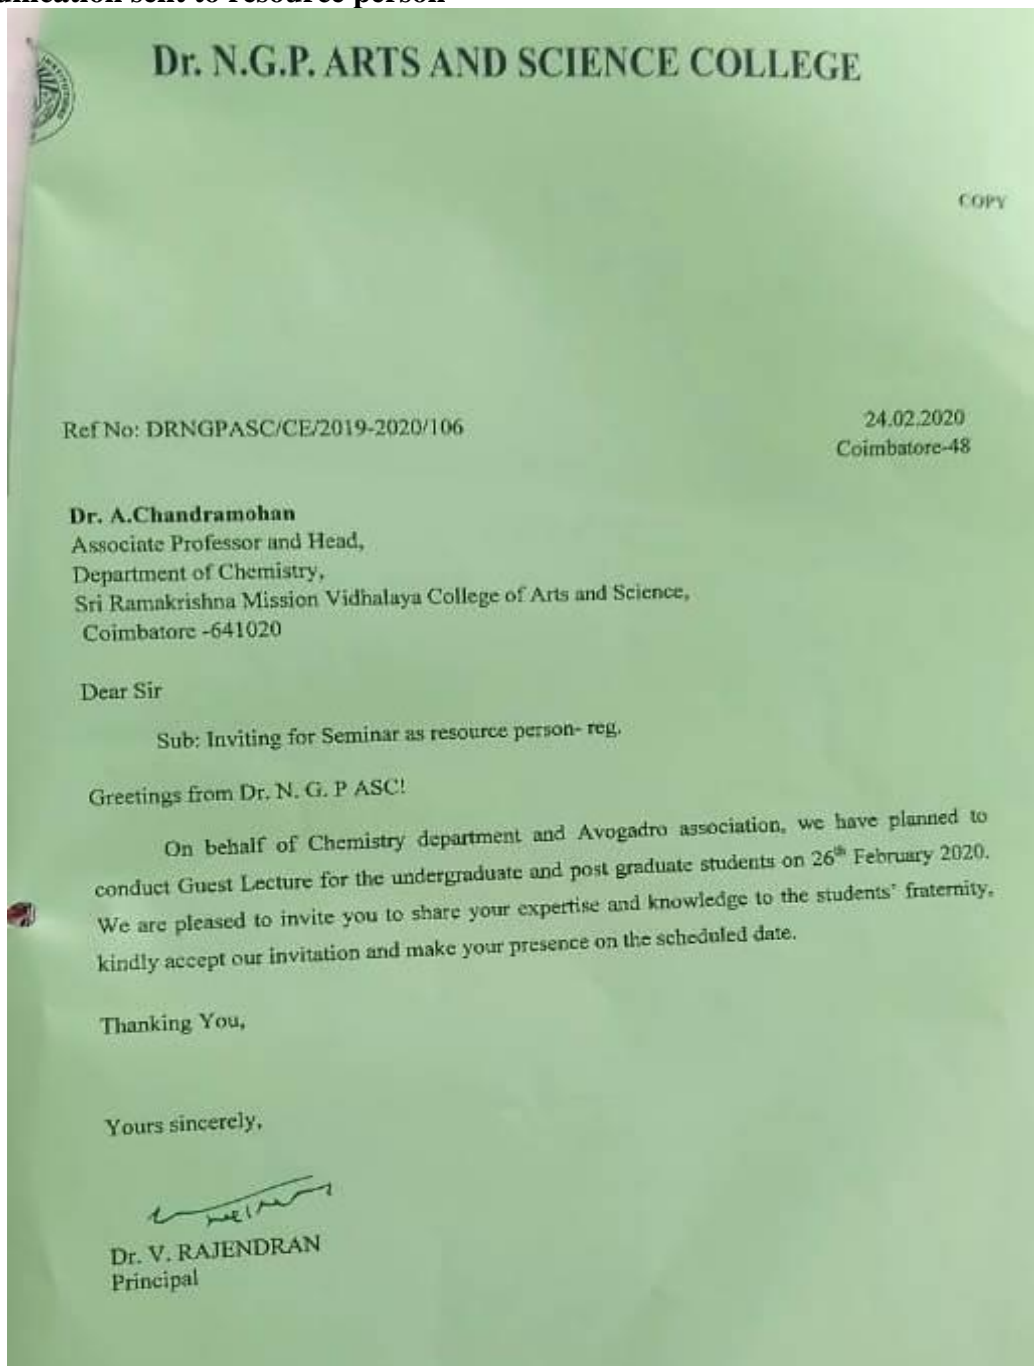 sent to resource person
Dr. N.G.P. ARTS AND SCIENCE COLLEGE
COPY
Ref No: DRNGPASC/CE/2019-2020/106
24.02.2020
Coimbatore-48
Dr. A.Chandramohan
Associate Professor and Head,
Department of Chemistry,
Sri Ramakrishna Mission Vidhalaya College of Arts and Science,
Coimbatore -641020
Dear Sir
Sub: Inviting for Seminar as resource person- reg.
Greetings from Dr. N. G. P ASC!
On behalf of Chemistry department and Avogadro association, we have planned to
conduct Guest Lecture for the undergraduate and post graduate students on 26th February 2020.
We are pleased to invite you to share your expertise and knowledge to the students' fraternity,
kindly accept our invitation and make your presence on the scheduled date.
Thanking You,
Yours sincerely,
Dr. V. RAJENDRAN
Principal